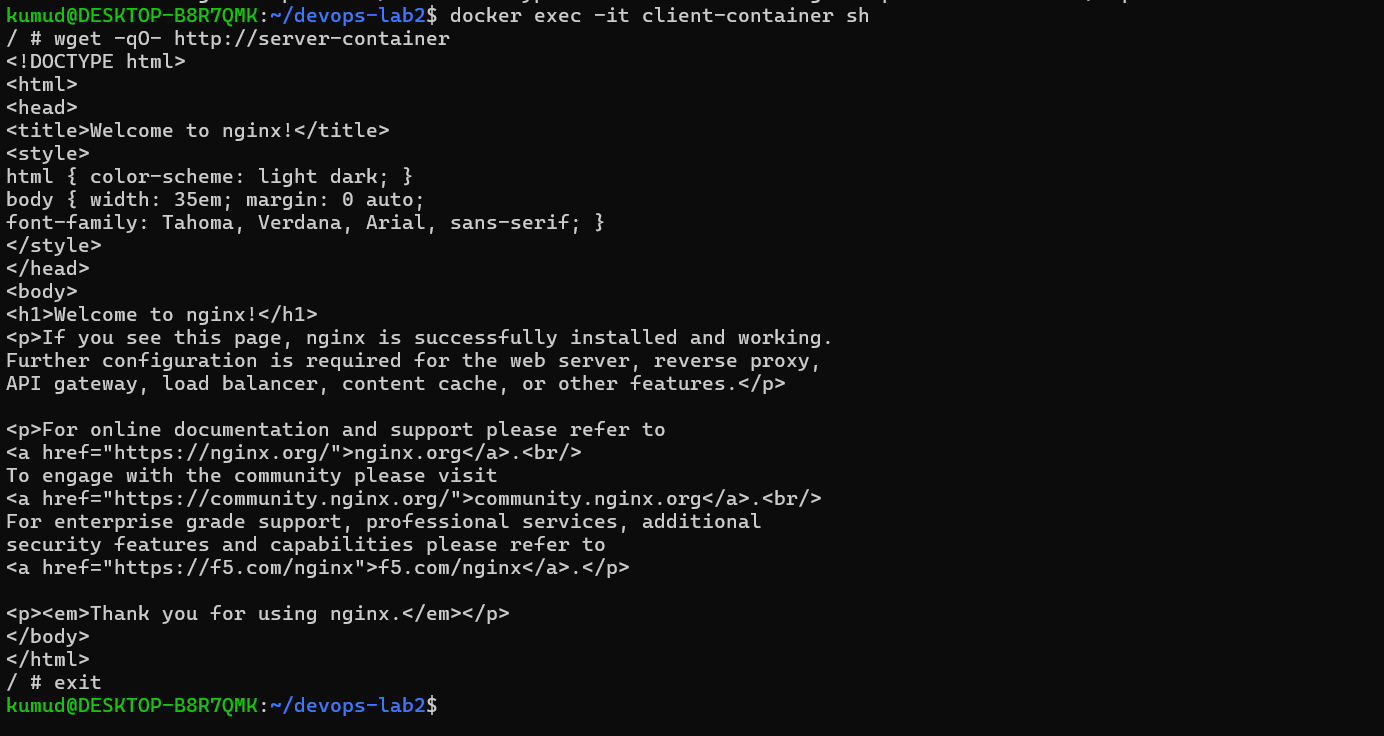 kumud@DESKTOP-B8R7QMK:~/devops-lab2$ docker exec -it client-container sh
/ # wget -qO- http://server-container
<!DOCTYPE html>
<html>
<head>
<title>Welcome to nginx!</title>
<style>
html { color-scheme: light dark; }
body { width: 35em; margin: 0 auto;
font-family: Tahoma, Verdana, Arial, sans-serif; }
</style>
</head>
<body>
<h1>Welcome to nginx!</h1>
<p>If you see this page, nginx is successfully installed and working.
Further configuration is required for the web server, reverse proxy,
API gateway, load balancer, content cache, or other features.</p>

<p>For online documentation and support please refer to
<a href="https://nginx.org/">nginx.org</a>.<br/>
To engage with the community please visit
<a href="https://community.nginx.org/">community.nginx.org</a>.<br/>
For enterprise grade support, professional services, additional
security features and capabilities please refer to
<a href="https://f5.com/nginx">f5.com/nginx</a>.</p>

<p><em>Thank you for using nginx.</em></p>
</body>
</html>
/ # exit
kumud@DESKTOP-B8R7QMK:~/devops-lab2$